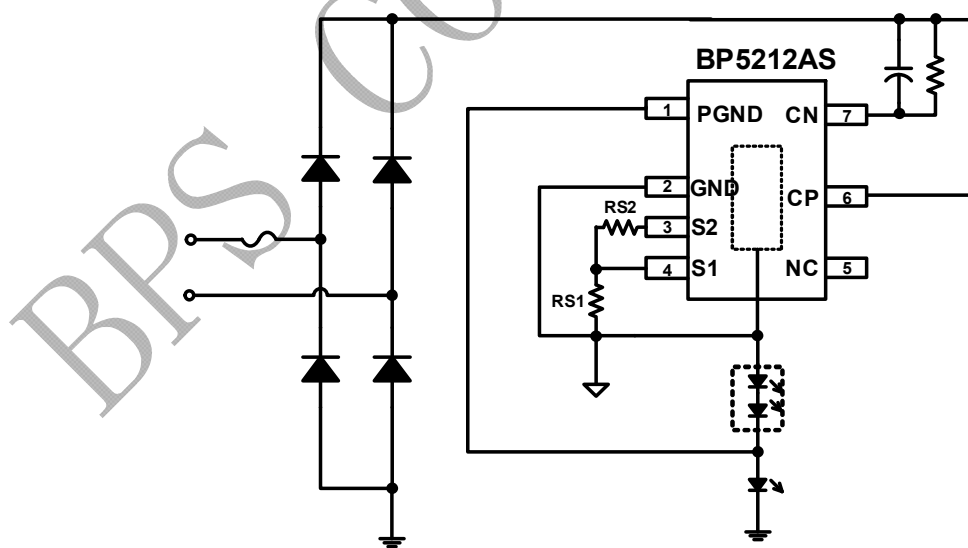 BPS CO
BP5212AS
1 PGND CN 7
2 GND CP 6
RS2 3 S2
4 S1 NC 5
RS1